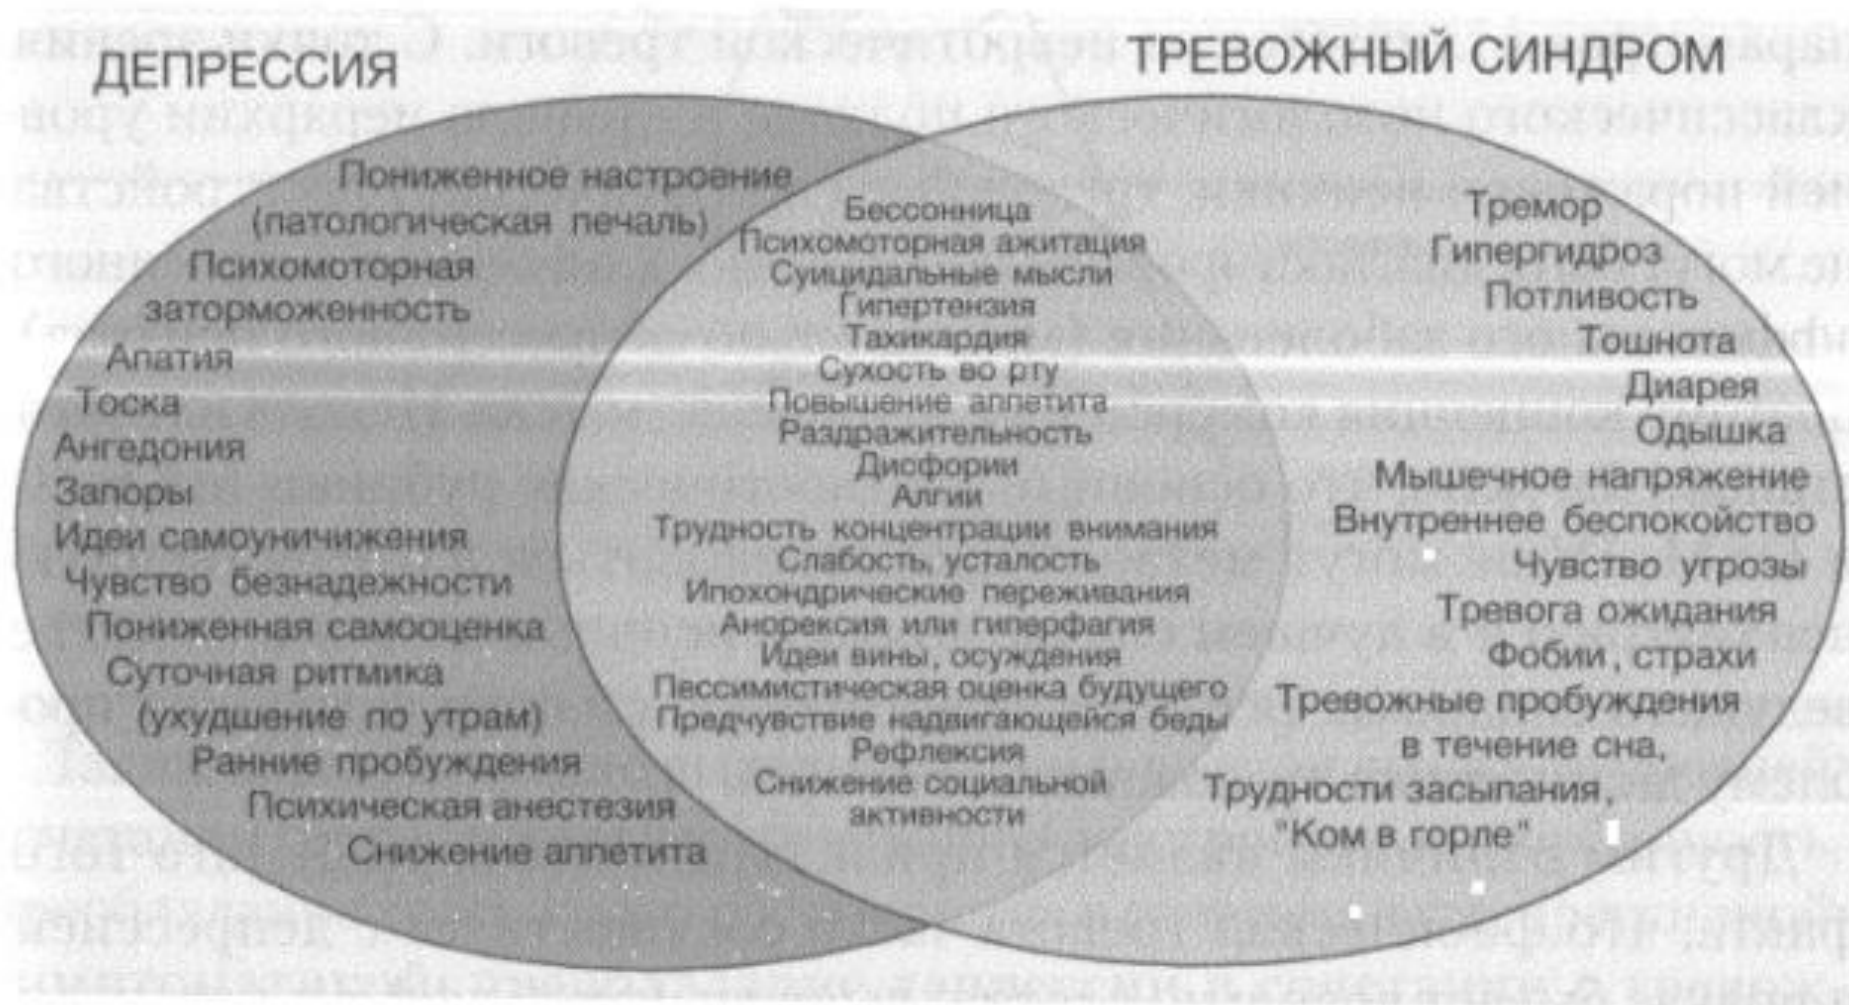 ДЕПРЕССИЯ
ТРЕВОЖНЫЙ СИНДРОМ
Пониженное настроение
(патологическая печаль)
Психомоторная
заторможенность
Апатия
Тоска
Ангедония
Запоры
Идеи самоуничижения
Чувство безнадежности
Пониженная самооценка
Суточная ритмика
(ухудшение по утрам)
Ранние пробуждения
Психическая анестезия
Снижение аппетита
Бессонница
Психомоторная ажитация
Суицидальные мысли
Гипертензия
Тахикардия
Сухость во рту
Повышение аппетита
Раздражительность
Дисфории
Алгии
Трудность концентрации внимания
Слабость, усталость
Ипохондрические переживания
Анорексия или гиперфагия
Идеи вины, осуждения
Пессимистическая оценка будущего
Предчувствие надвигающейся беды
Рефлексия
Снижение социальной
активности
Тремор
Гипергидроз
Потливость
Тошнота
Диарея
Одышка
Мышечное напряжение
Внутреннее беспокойство
Чувство угрозы
Тревога ожидания
Фобии, страхи
Тревожные пробуждения
в течение сна,
Трудности засыпания,
"Ком в горле"